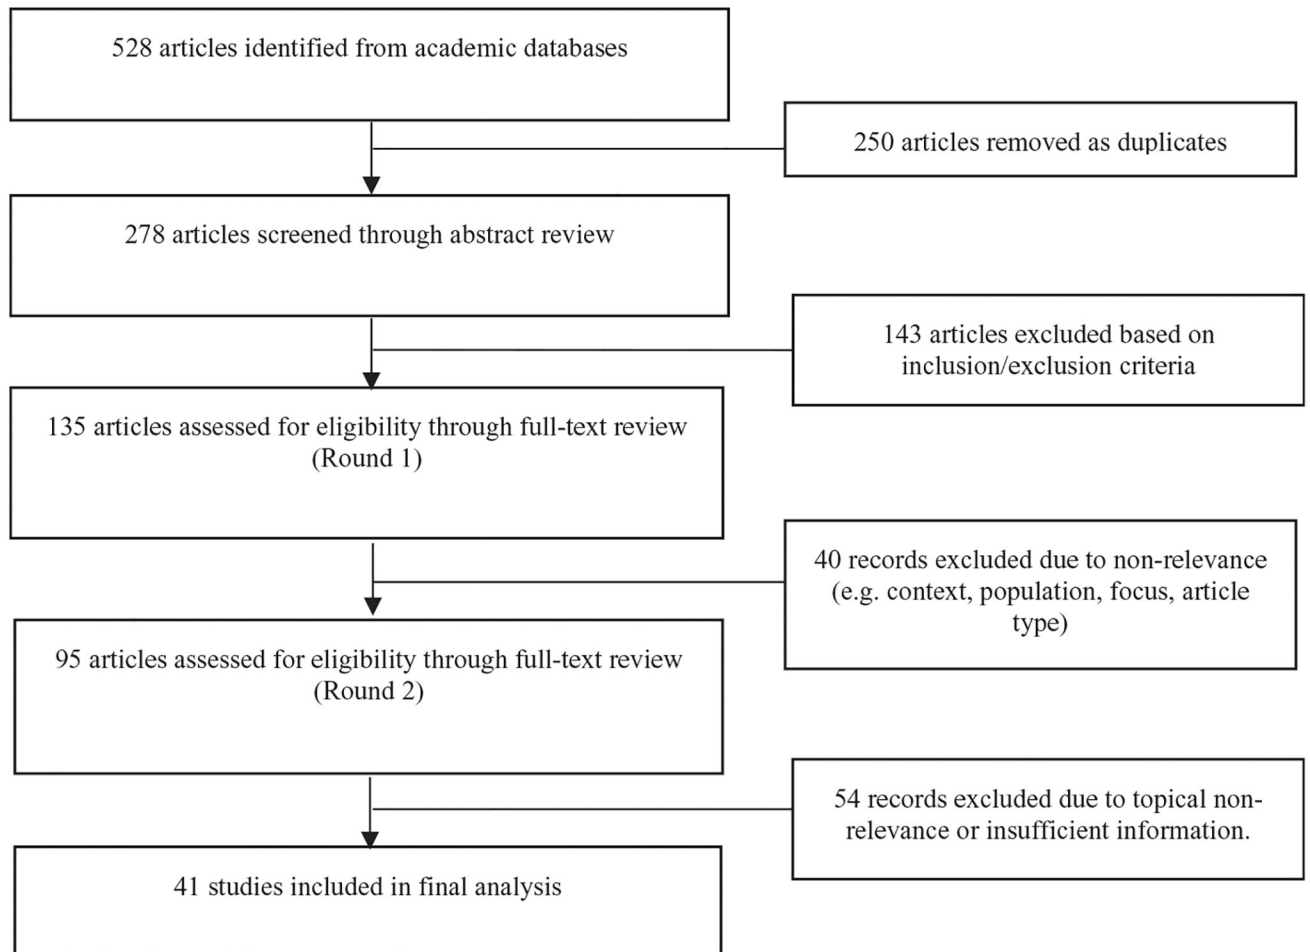 528 articles identified from academic databases
250 articles removed as duplicates
278 articles screened through abstract review
143 articles excluded based on
inclusion/exclusion criteria
135 articles assessed for eligibility through full-text review
(Round 1)
40 records excluded due to non-relevance
(e.g. context, population, focus, article
type)
95 articles assessed for eligibility through full-text review
(Round 2)
54 records excluded due to topical non-
relevance or insufficient information.
41 studies included in final analysis